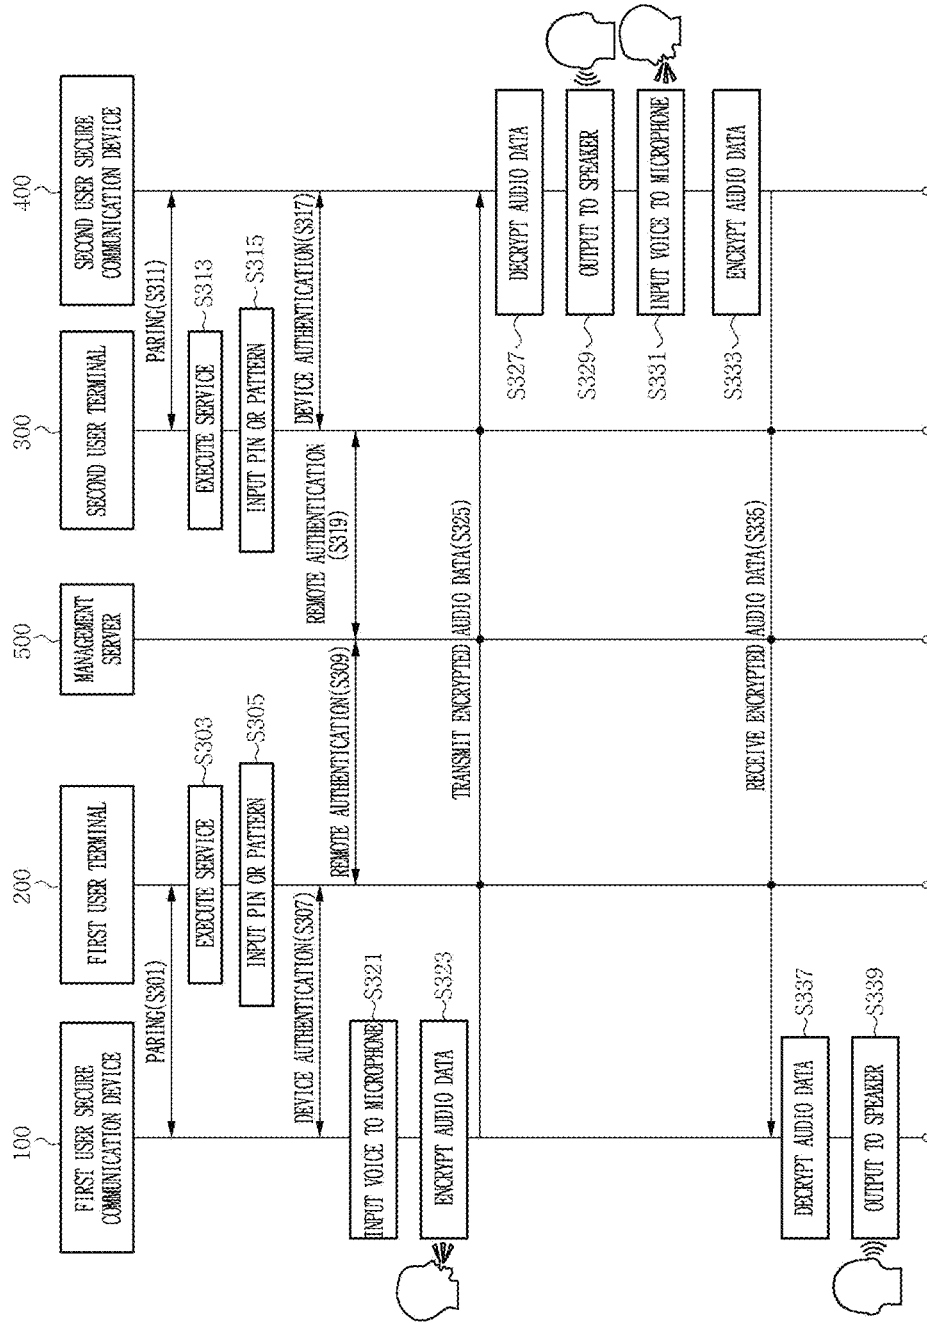 100
200
500
300
400
FIRST USER SECURE
COMMUNICATION DEVICE
FIRST USER TERMINAL
MANAGEMENT
SERVER
SECOND USER TERMINAL
SECOND USER SECURE
COMMUNICATION DEVICE
PARING(S301)
PARING(S311)
EXECUTE SERVICE
S303
EXECUTE SERVICE
S313
INPUT PIN OR PATTERN
S305
INPUT PIN OR PATTERN
S315
DEVICE AUTHENTICATION(S307)
DEVICE AUTHENTICATION(S317)
REMOTE AUTHENTICATION(S309)
REMOTE AUTHENTICATION
(S319)
INPUT VOICE TO MICROPHONE
S321
ENCRYPT AUDIO DATA
S323
TRANSMIT ENCRYPTED AUDIO DATA(S325)
S327
DECRYPT AUDIO DATA
S329
OUTPUT TO SPEAKER
S331
INPUT VOICE TO MICROPHONE
S333
ENCRYPT AUDIO DATA
RECEIVE ENCRYPTED AUDIO DATA(S335)
DECRYPT AUDIO DATA
S337
OUTPUT TO SPEAKER
S339